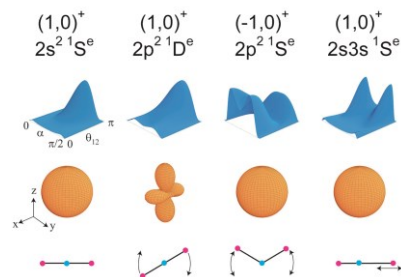 (1,0)⁺ (1,0)⁺ (-1,0)⁺ (1,0)⁺
2s² ¹Sᵉ 2p² ¹Dᵉ 2p² ¹Sᵉ 2s3s ¹Sᵉ
0 α π/2 0 θ₁₂ π
z
x y